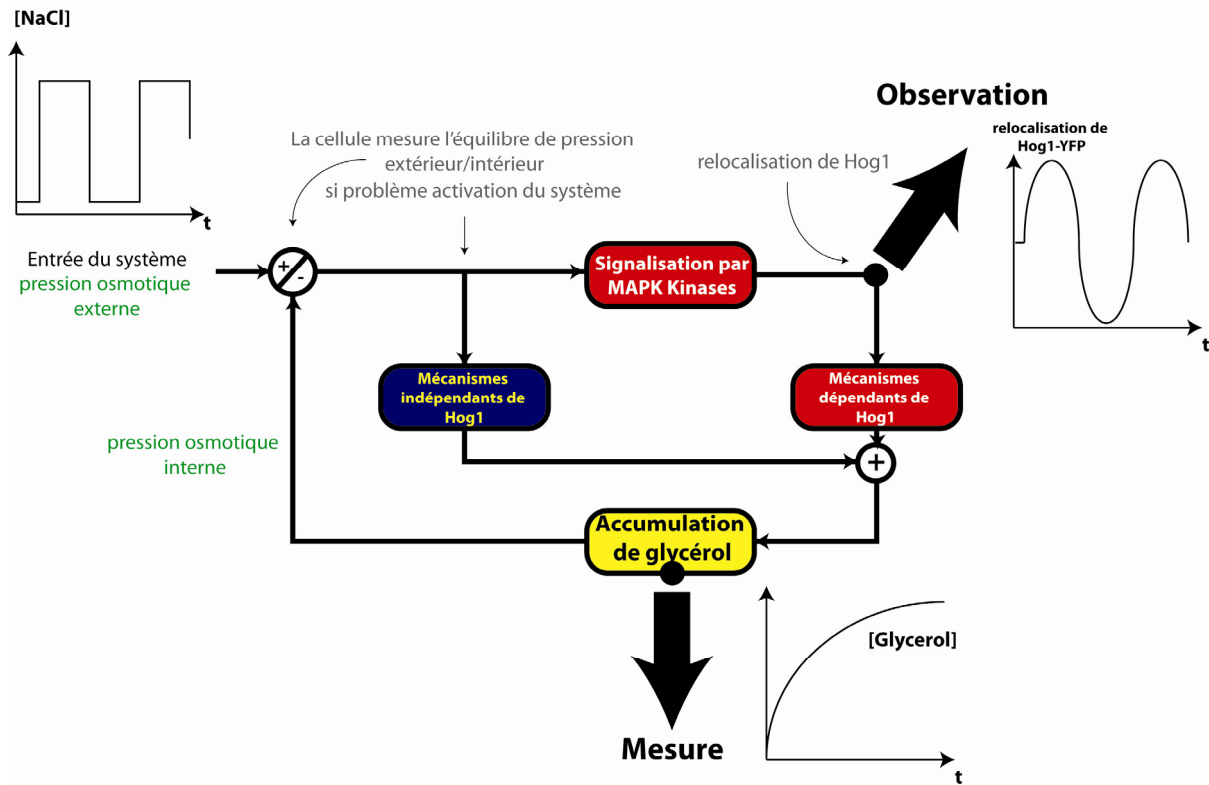 [NaCl]
t
Observation
relocalisation de
Hog1-YFP
t
La cellule mesure l'équilibre de pression
extérieur/intérieur
si problème activation du système
relocalisation de Hog1
Entrée du système
pression osmotique
externe
+
-
Signalisation par
MAPK Kinases
Mécanismes
indépendants de
Hog1
Mécanismes
dépendants de
Hog1
pression osmotique
interne
+
Accumulation
de glycérol
[Glycerol]
t
Mesure